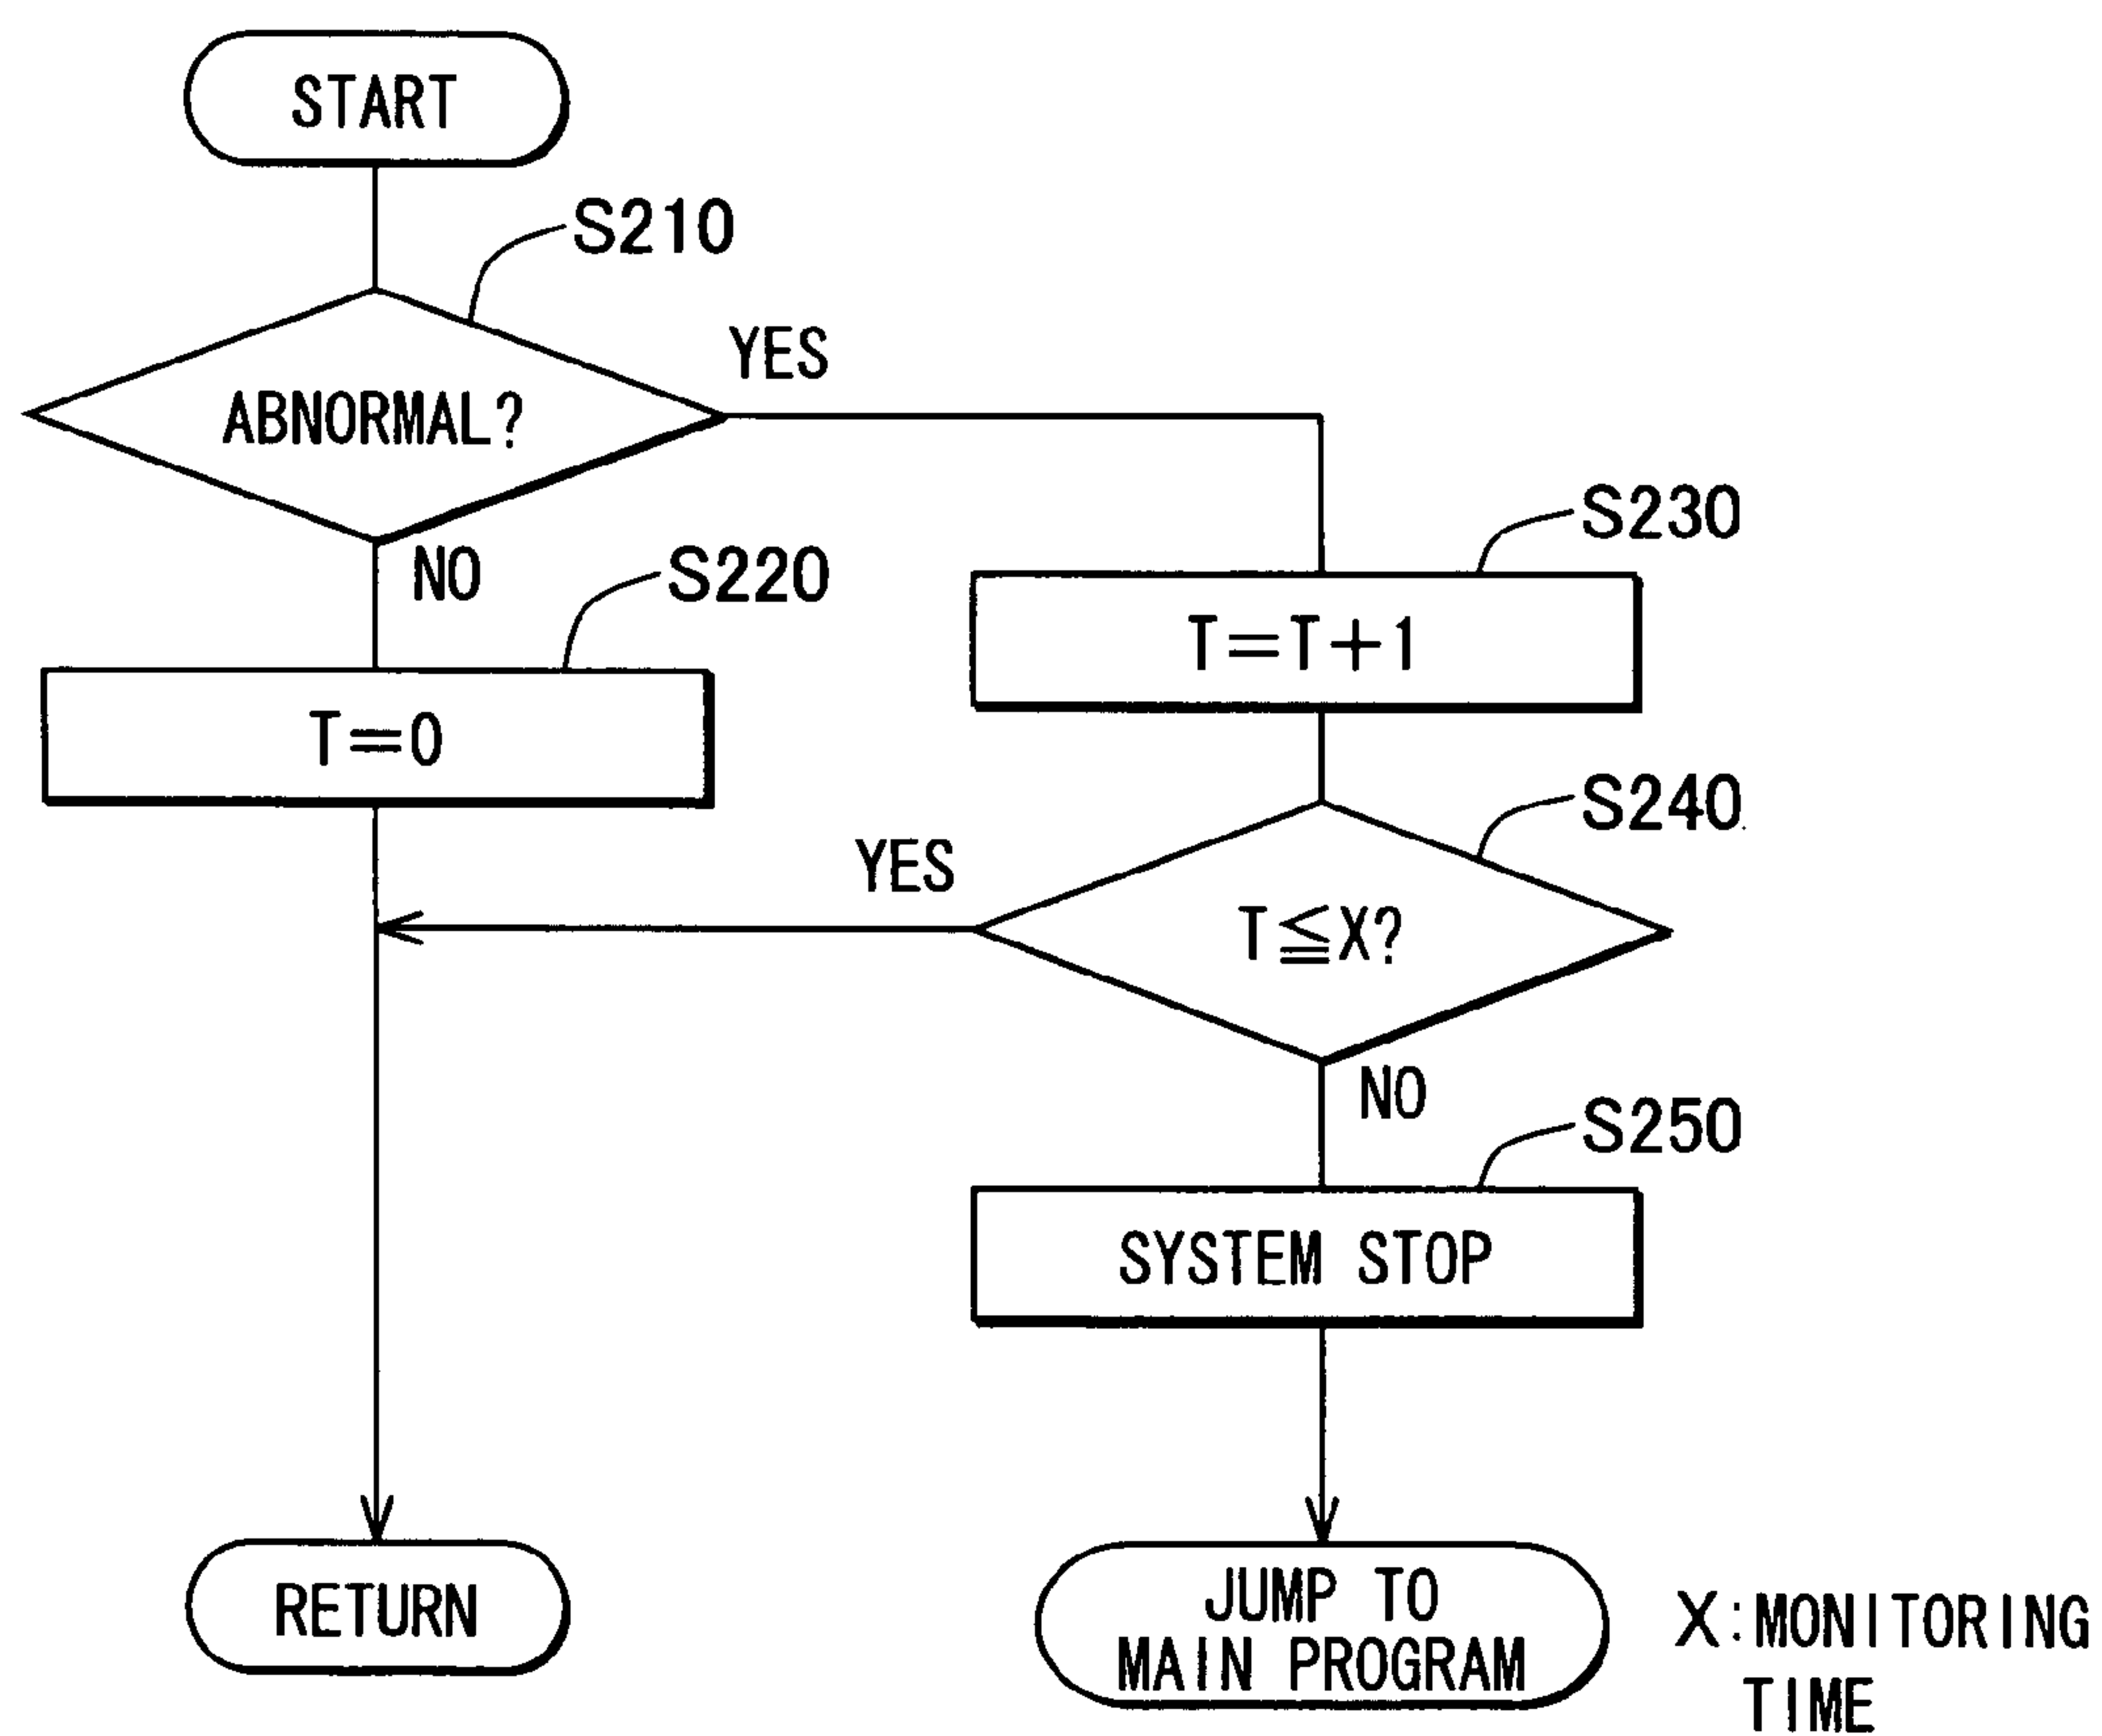 START
S210
YES
ABNORMAL?
NO
S220
S230
T=T+1
T=0
S240
YES
T≦X?
NO
S250
SYSTEM STOP
RETURN
JUMP TO
MAIN PROGRAM
X:MONITORING
TIME